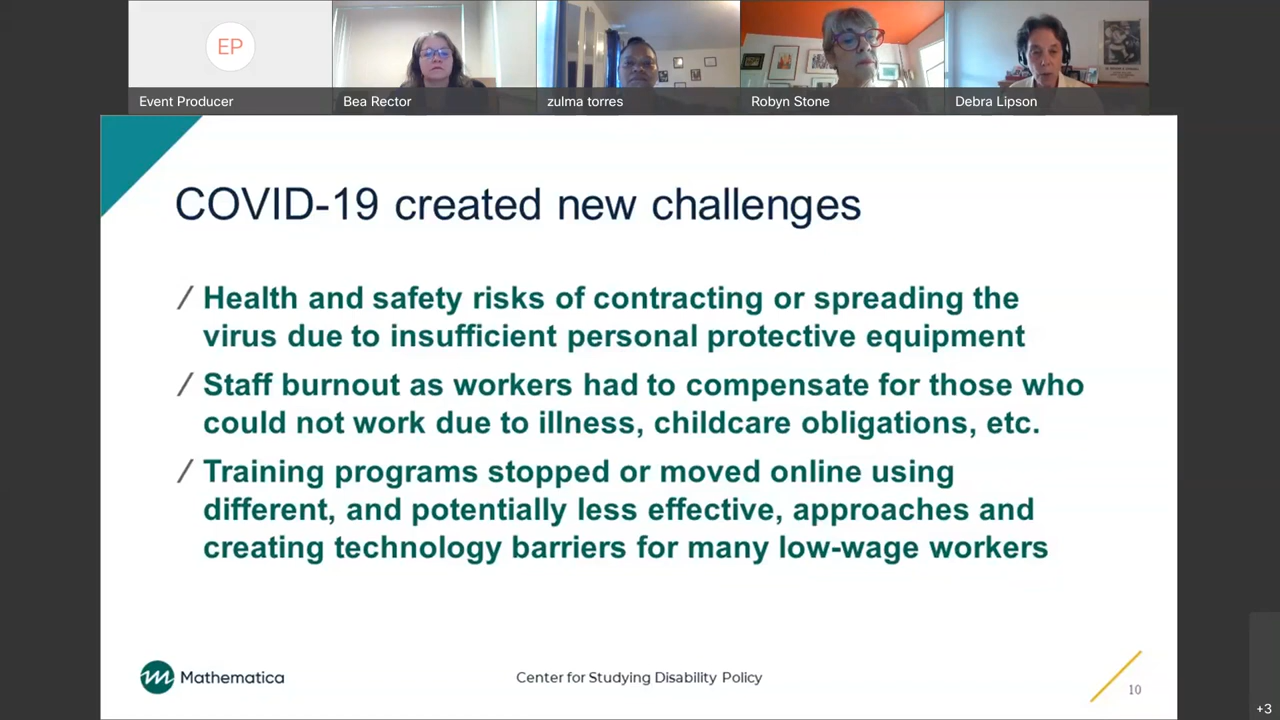 EP
Event Producer
Bea Rector
zulma torres
Robyn Stone
Debra Lipson
COVID-19 created new challenges
/ Health and safety risks of contracting or spreading the
virus due to insufficient personal protective equipment
/ Staff burnout as workers had to compensate for those who
could not work due to illness, childcare obligations, etc.
/ Training programs stopped or moved online using
different, and potentially less effective, approaches and
creating technology barriers for many low-wage workers
Mathematica
Center for Studying Disability Policy
10
+3